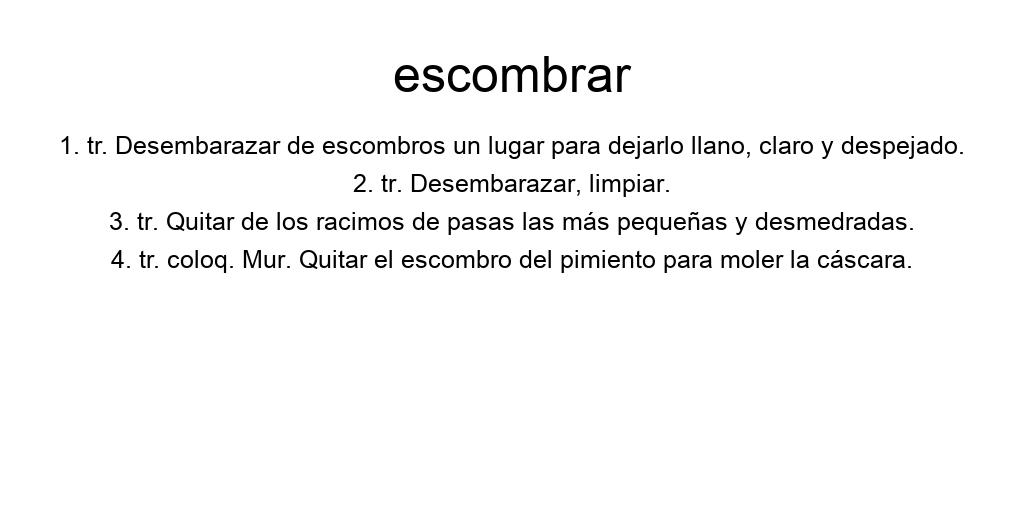 escombrar
1. tr. Desembarazar de escombros un lugar para dejarlo llano, claro y despejado.
2. tr. Desembarazar, limpiar.
3. tr. Quitar de los racimos de pasas las más pequeñas y desmedradas.
4. tr. coloq. Mur. Quitar el escombro del pimiento para moler la cáscara.